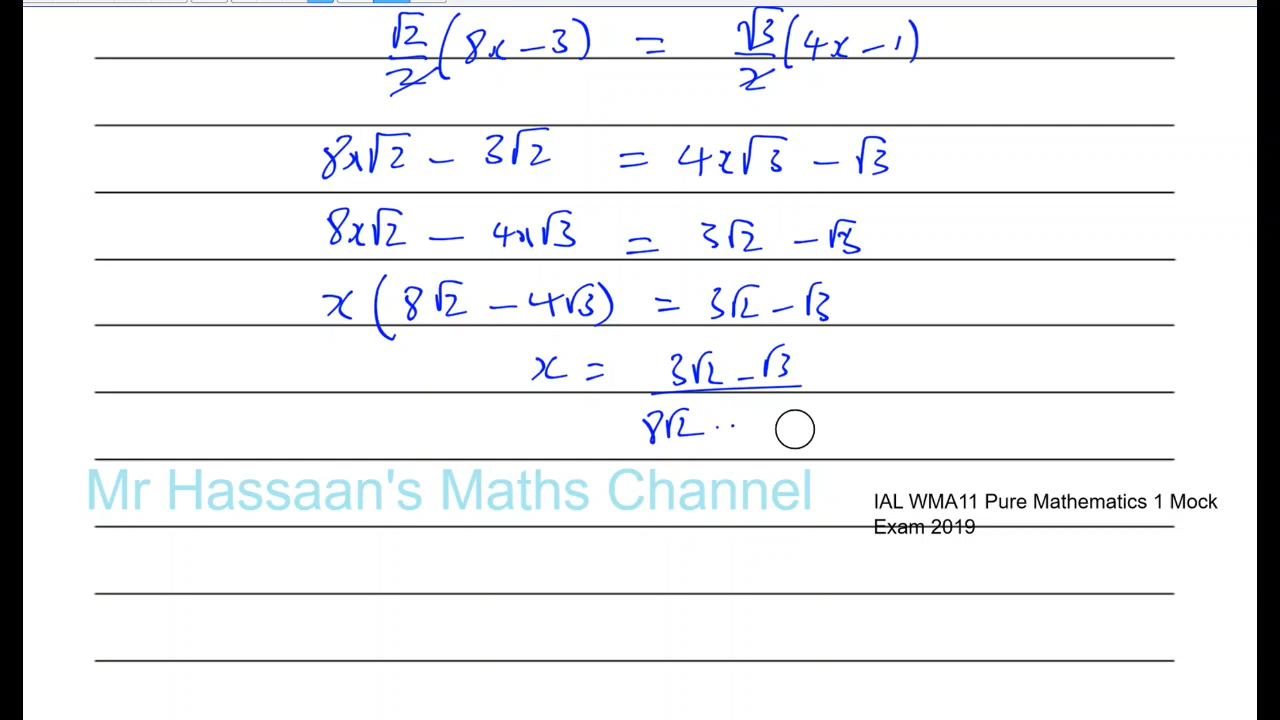 √2/2 (8x − 3) = √3/2 (4x − 1)
8x√2 − 3√2 = 4x√3 − √3
8x√2 − 4x√3 = 3√2 − √3
x (8√2 − 4√3) = 3√2 − √3
x = 3√2 − √3
8√2 ..
Mr Hassaan's Maths Channel
IAL WMA11 Pure Mathematics 1 Mock
Exam 2019